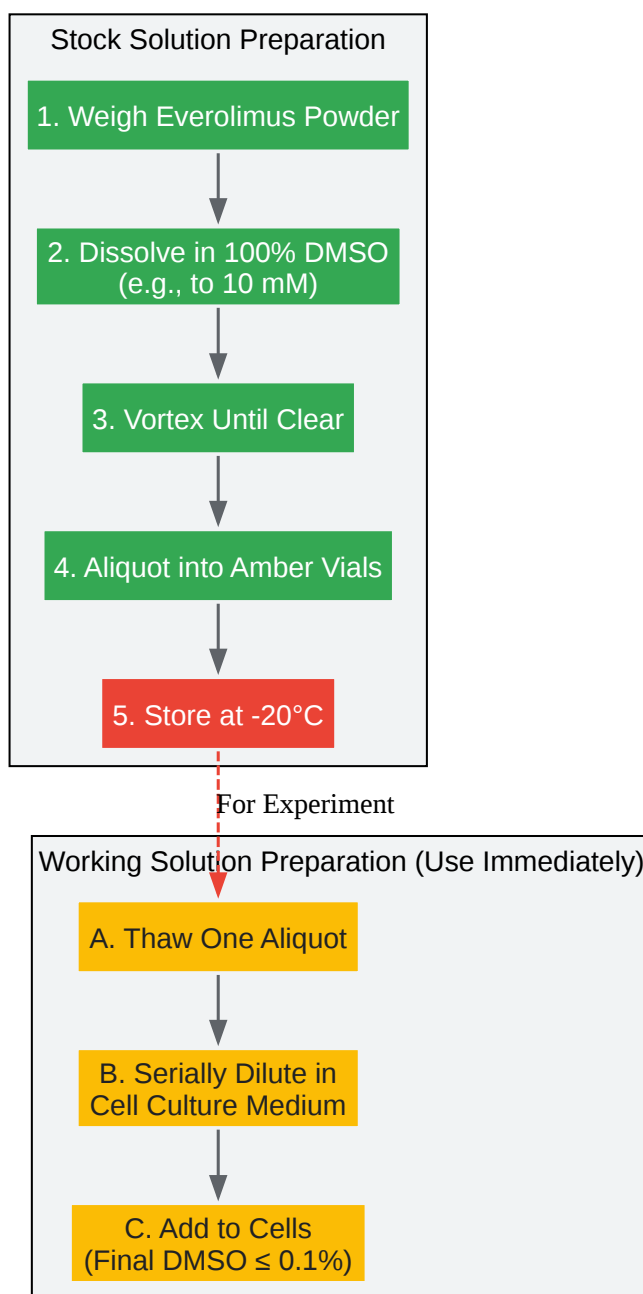 Stock Solution Preparation
1. Weigh Everolimus Powder
2. Dissolve in 100% DMSO
(e.g., to 10 mM)
3. Vortex Until Clear
4. Aliquot into Amber Vials
5. Store at -20°C
For Experiment
Working Solution Preparation (Use Immediately)
A. Thaw One Aliquot
B. Serially Dilute in
Cell Culture Medium
C. Add to Cells
(Final DMSO ≤ 0.1%)